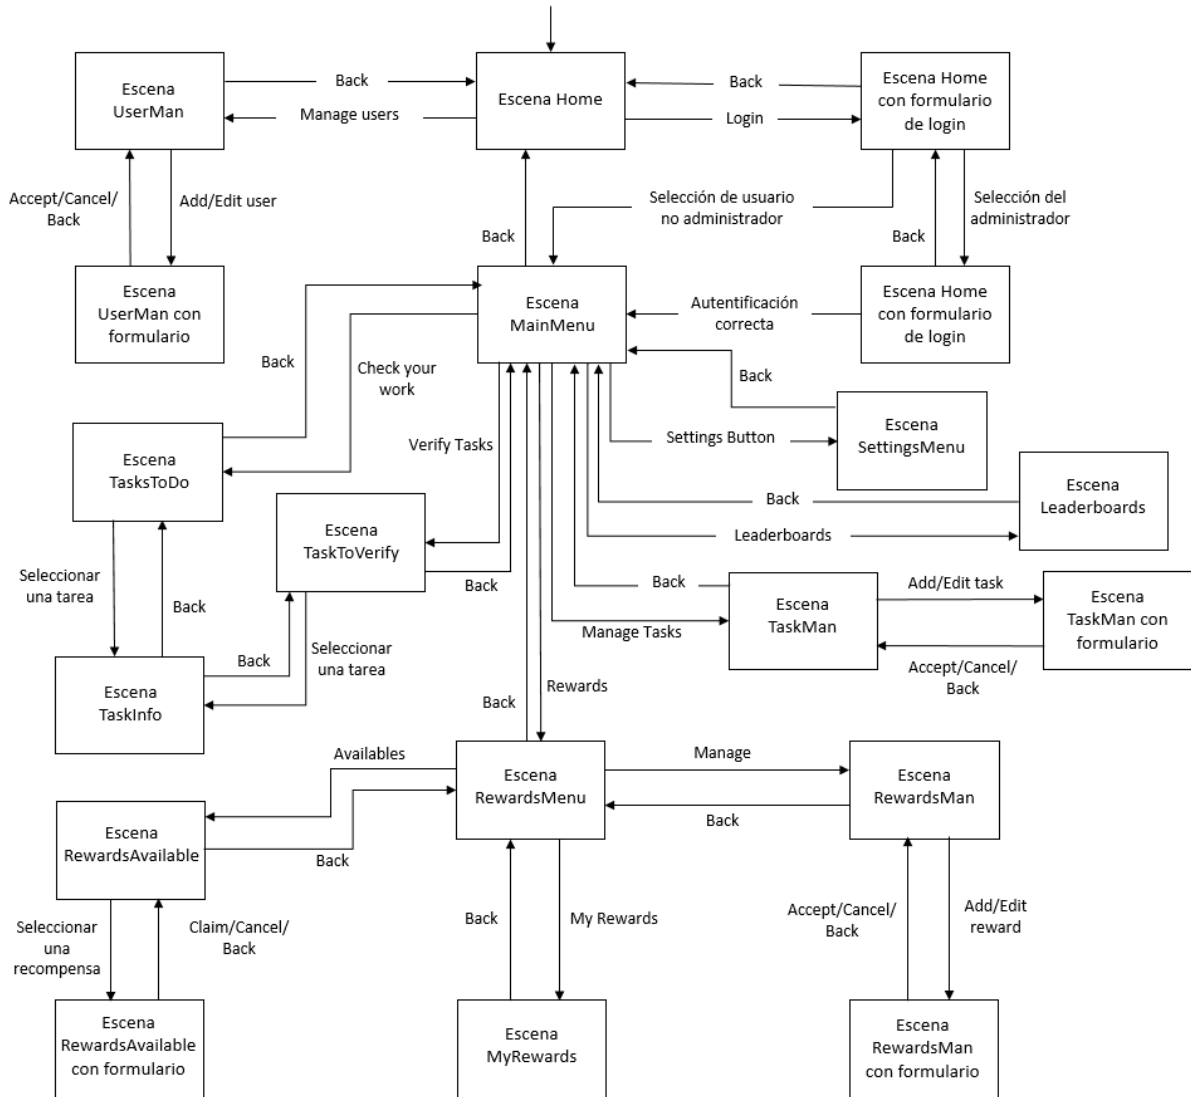 Escena
UserMan
Back
Manage users
Escena Home
Back
Login
Escena Home
con formulario
de login
Accept/Cancel/
Back
Add/Edit user
Selección de usuario
no administrador
Selección del
administrador
Back
Back
Escena
UserMan con
formulario
Escena
MainMenu
Autentificación
correcta
Escena Home
con formulario
de login
Back
Check your
work
Back
Verify Tasks
Settings Button
Escena
SettingsMenu
Escena
TasksToDo
Escena
TaskToVerify
Back
Leaderboards
Escena
Leaderboards
Seleccionar
una tarea
Back
Back
Back
Manage Tasks
Escena
TaskMan
Add/Edit task
Accept/Cancel/
Back
Escena
TaskMan con
formulario
Escena
TaskInfo
Back
Seleccionar
una tarea
Back
Rewards
Availables
Back
Escena
RewardsMenu
Manage
Back
Escena
RewardsMan
Escena
RewardsAvailable
Seleccionar
una
recompensa
Claim/Cancel/
Back
Back
My Rewards
Accept/Cancel/
Back
Add/Edit
reward
Escena
RewardsAvailable
con formulario
Escena
MyRewards
Escena
RewardsMan
con formulario